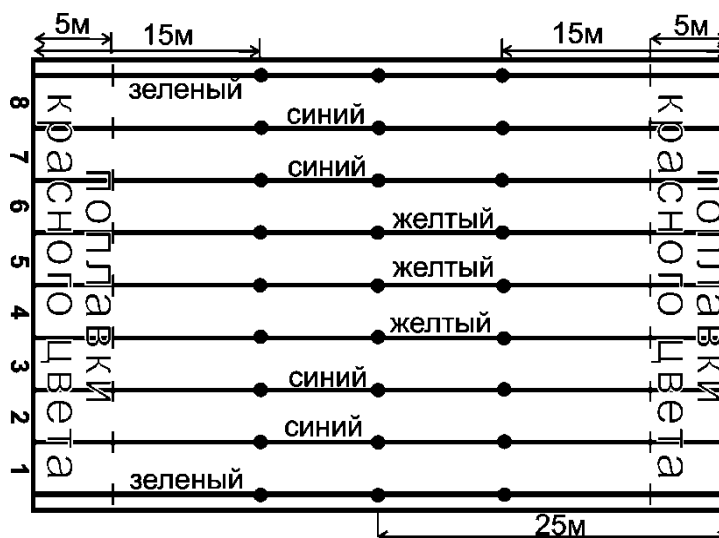 5м 15м 15м 5м
зеленый
8 синий
7 синий
6 желтый
5 желтый
4 желтый
3 синий
2 синий
1 зеленый
Поплавки
красного цвета
Поплавки
красного цвета
25м